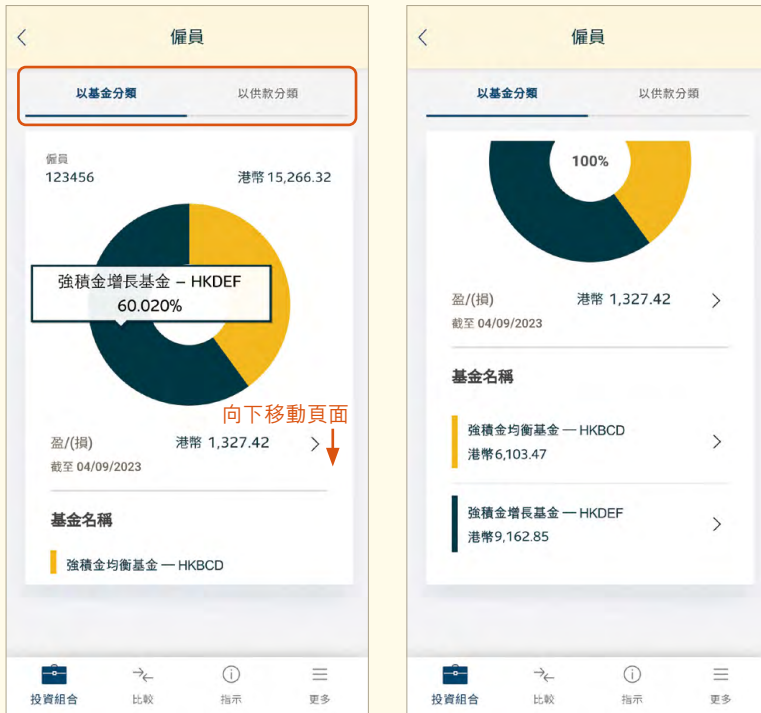 僱員
以基金分類
以供款分類
僱員
123456
港幣 15,266.32
強積金增長基金 – HKDEF
60.020%
向下移動頁面
盈/(損)
港幣 1,327.42
截至 04/09/2023
基金名稱
強積金均衡基金 — HKBCD
投資組合
比較
指示
更多
僱員
以基金分類
以供款分類
100%
盈/(損)
港幣 1,327.42
截至 04/09/2023
基金名稱
強積金均衡基金 — HKBCD
港幣6,103.47
強積金增長基金 — HKDEF
港幣9,162.85
投資組合
比較
指示
更多